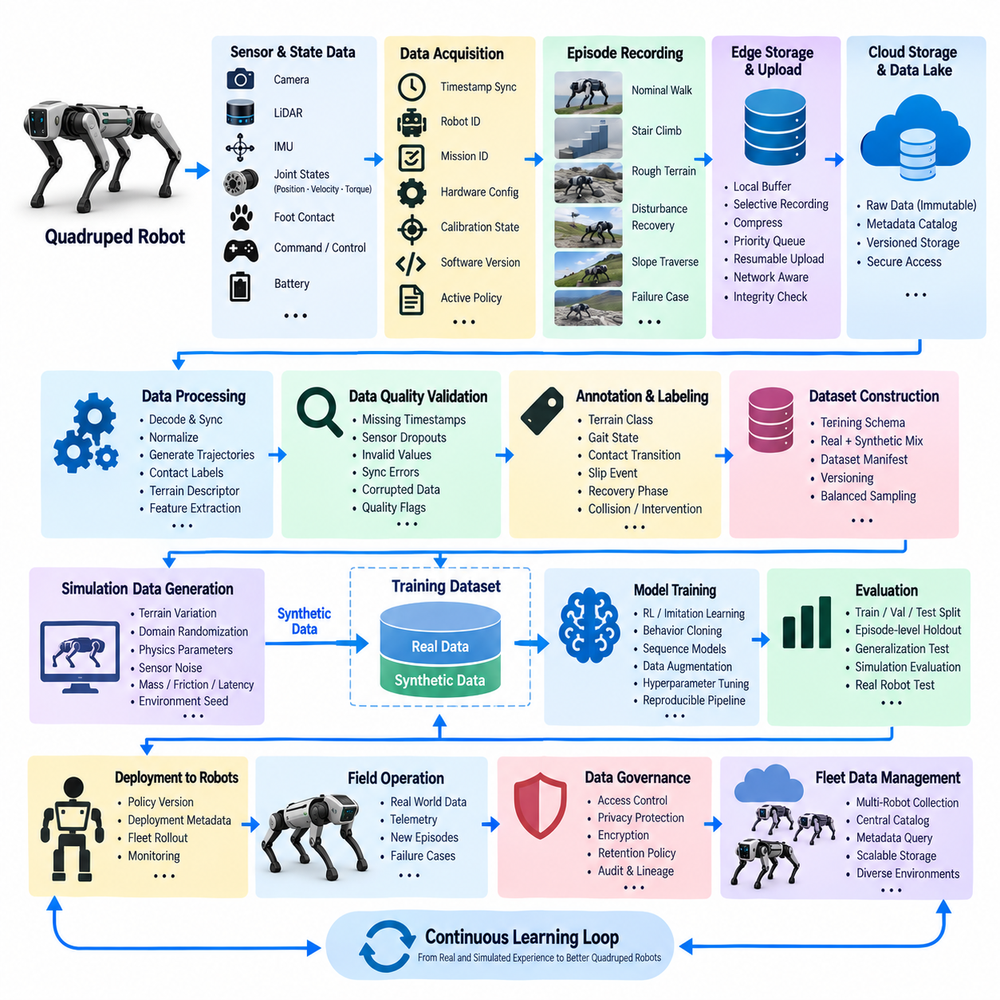 Quadruped Robot
Sensor & State Data
Camera
LiDAR
IMU
Joint States
(Position · Velocity · Torque)
Foot Contact
Command / Control
Battery
...
Data Acquisition
Timestamp Sync
Robot ID
Mission ID
Hardware Config
Calibration State
Software Version
Active Policy
...
Episode Recording
Nominal Walk
Stair Climb
Rough Terrain
Disturbance
Recovery
Slope Traverse
Failure Case
...
Edge Storage
& Upload
• Local Buffer
• Selective Recording
• Compress
• Priority Queue
• Resumable Upload
• Network Aware
• Integrity Check
Cloud Storage
& Data Lake
• Raw Data (Immutable)
• Metadata Catalog
• Versioned Storage
• Secure Access
...
Data Processing
• Decode & Sync
• Normalize
• Generate Trajectories
• Contact Labels
• Terrain Descriptor
• Feature Extraction
...
Data Quality Validation
• Missing Timestamps
• Sensor Dropouts
• Invalid Values
• Sync Errors
• Corrupted Data
• Quality Flags
...
Annotation & Labeling
• Terrain Class
• Gait State
• Contact Transition
• Slip Event
• Recovery Phase
• Collision / Intervention
...
Dataset Construction
• Schema
• Real + Synthetic Mix
• Dataset Manifest
• Versioning
• Balanced Sampling
...
Simulation Data Generation
• Terrain Variation
• Domain Randomization
• Physics Parameters
• Sensor Noise
• Mass / Friction / Latency
• Environment Seed
...
Synthetic
Data
Training Dataset
Real Data
Synthetic Data
Model Training
• RL / Imitation Learning
• Behavior Cloning
• Sequence Models
• Data Augmentation
• Hyperparameter Tuning
• Reproducible Pipeline
...
Evaluation
• Train / Val / Test Split
• Episode-level Holdout
• Generalization Test
• Simulation Evaluation
• Real Robot Test
...
Deployment to Robots
• Policy Version
• Deployment Metadata
• Fleet Rollout
• Monitoring
...
Field Operation
• Real World Data
• Telemetry
• New Episodes
• Failure Cases
...
Data Governance
• Access Control
• Privacy Protection
• Encryption
• Retention Policy
• Audit & Lineage
...
Fleet Data Management
• Multi-Robot Collection
• Central Catalog
• Metadata Query
• Scalable Storage
• Diverse Environments
...
Continuous Learning Loop
From Real and Simulated Experience to Better Quadruped Robots